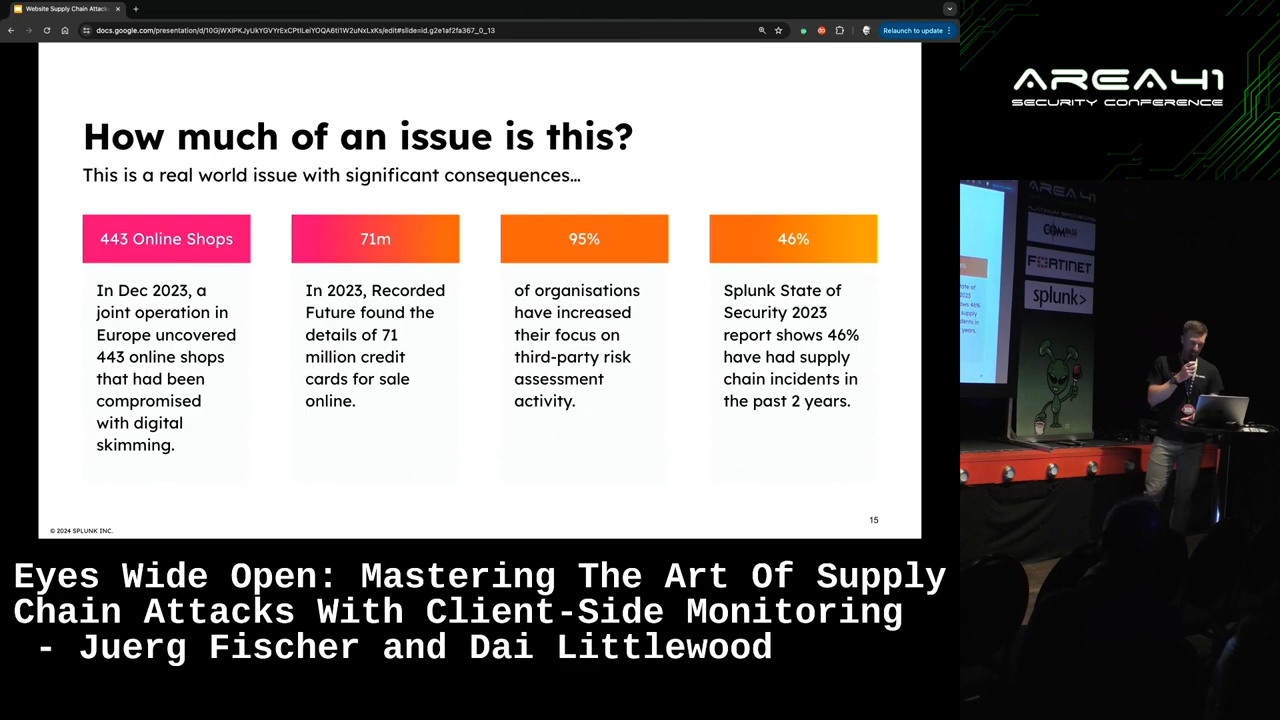 Website Supply Chain Attack
docs.google.com/presentation/d/10GjWXiPKJyUkYGVYrExCPtILeiYOQA6ti1W2uNxLxKs/edit#slide=id.g2e1af2fa367_0_13
Relaunch to update
How much of an issue is this?
This is a real world issue with significant consequences...
443 Online Shops
In Dec 2023, a
joint operation in
Europe uncovered
443 online shops
that had been
compromised
with digital
skimming.
71m
In 2023, Recorded
Future found the
details of 71
million credit
cards for sale
online.
95%
of organisations
have increased
their focus on
third-party risk
assessment
activity.
46%
Splunk State of
Security 2023
report shows 46%
have had supply
chain incidents in
the past 2 years.
© 2024 SPLUNK INC.
15
AREA41
SECURITY CONFERENCE
AREA41
PLATINUM SPONSORS
COMPASS
FORTINET
splunk>
Eyes Wide Open: Mastering The Art Of Supply
Chain Attacks With Client-Side Monitoring
- Juerg Fischer and Dai Littlewood